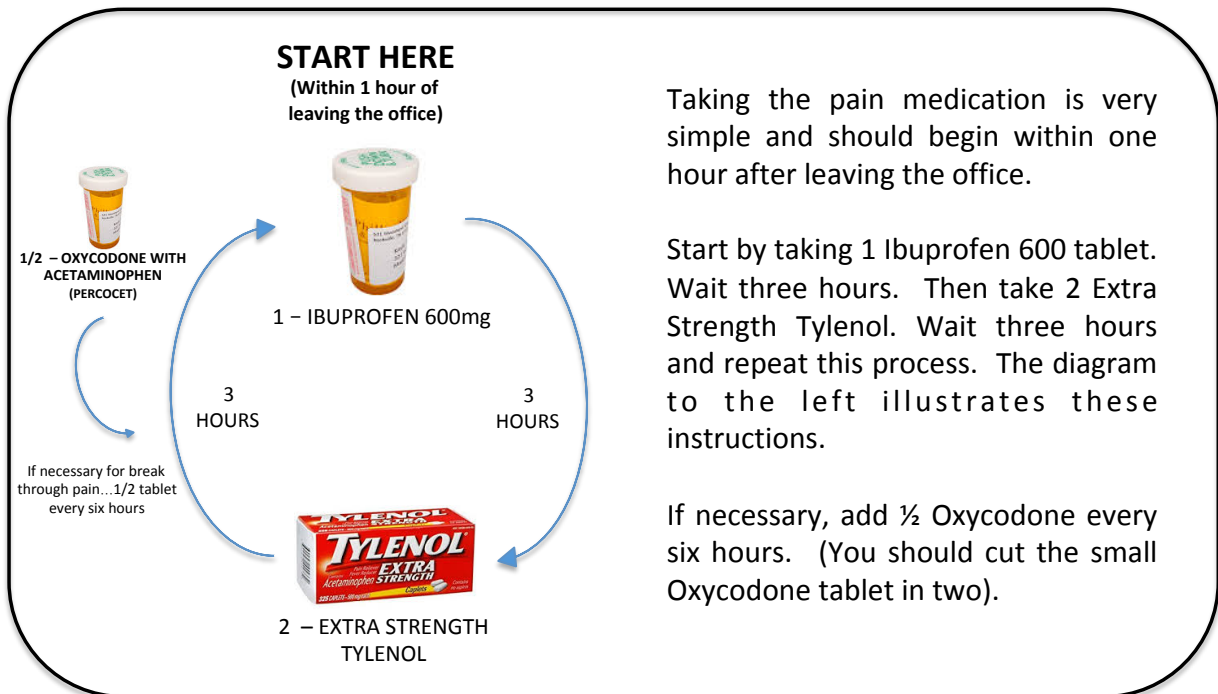 START HERE
(Within 1 hour of
leaving the office)
1/2 – OXYCODONE WITH
ACETAMINOPHEN
(PERCOCET)
1 – IBUPROFEN 600mg
3
HOURS
3
HOURS
If necessary for break
through pain...1/2 tablet
every six hours
TYLENOL
EXTRA
STRENGTH
Pain Reliever
Fever Reducer
Acetaminophen
Caplets
2 – EXTRA STRENGTH
TYLENOL
Taking the pain medication is very
simple and should begin within one
hour after leaving the office.
Start by taking 1 Ibuprofen 600 tablet.
Wait three hours. Then take 2 Extra
Strength Tylenol. Wait three hours
and repeat this process. The diagram
to the left illustrates these
instructions.
If necessary, add ½ Oxycodone every
six hours. (You should cut the small
Oxycodone tablet in two).